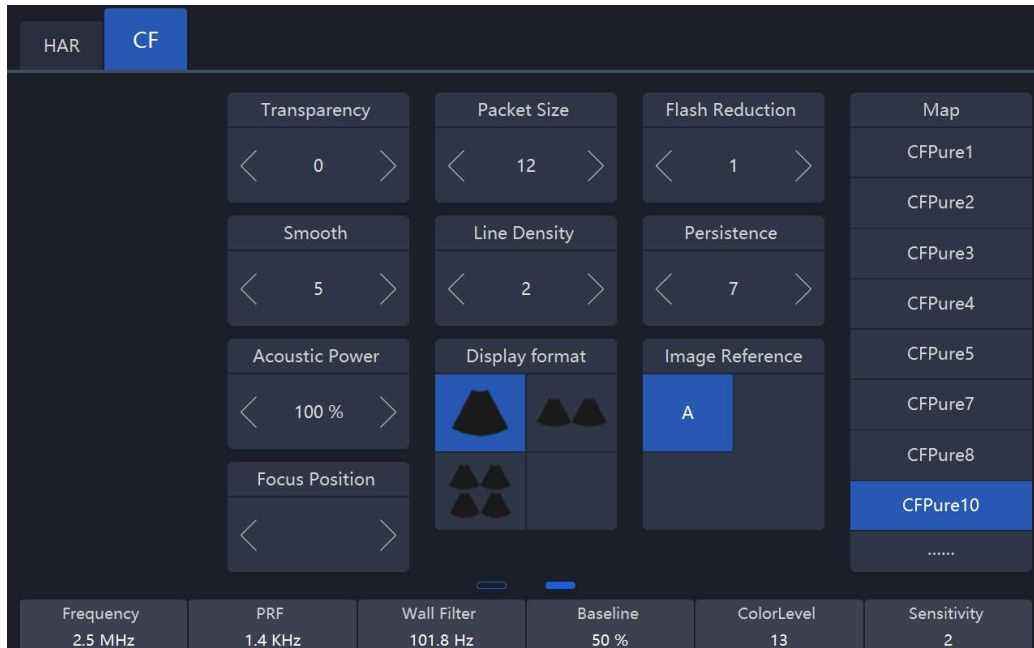 HAR CF
Transparency Packet Size Flash Reduction Map
0 12 1 CFPure1
CFPure2
Smooth Line Density Persistence
CFPure3
5 2 7 CFPure4
Acoustic Power Display format Image Reference CFPure5
100 % A CFPure7
CFPure8
Focus Position
CFPure10
......
Frequency PRF Wall Filter Baseline ColorLevel Sensitivity
2.5 MHz 1.4 KHz 101.8 Hz 50 % 13 2